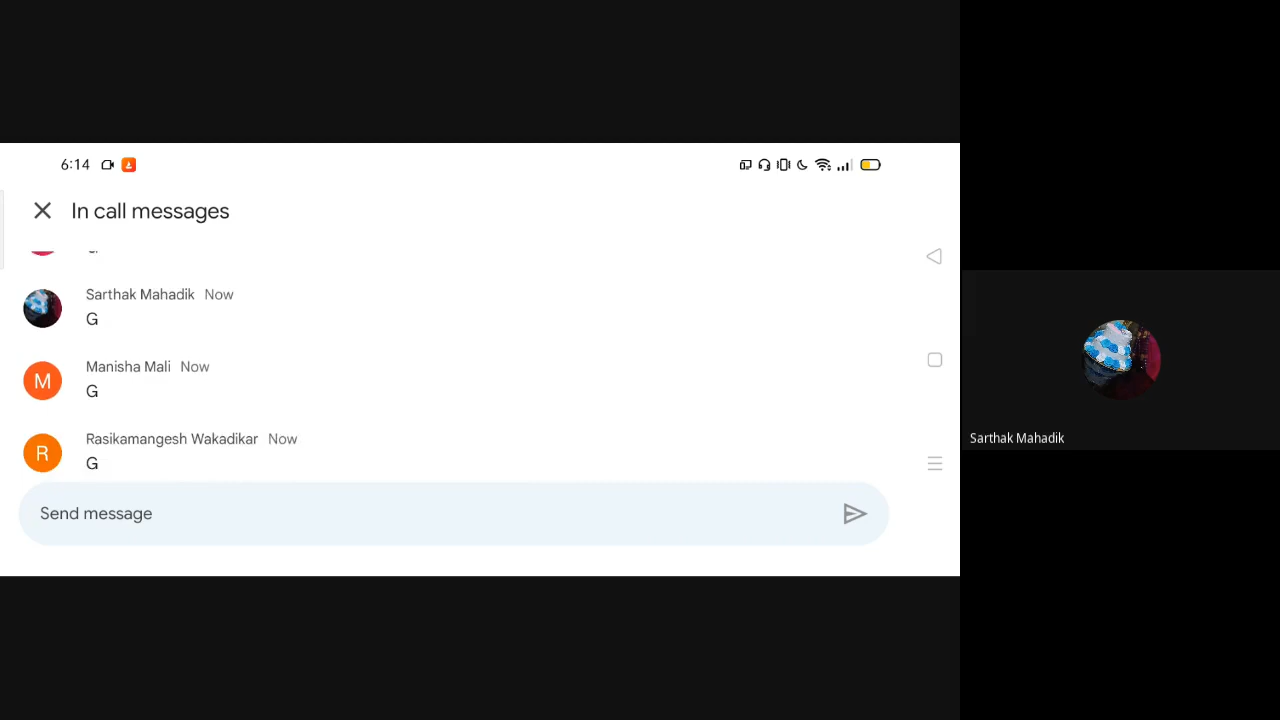 6:14
In call messages
Sarthak Mahadik Now
G
Manisha Mali Now
M
G
Rasikamangesh Wakadikar Now
R
G
Send message
Sarthak Mahadik